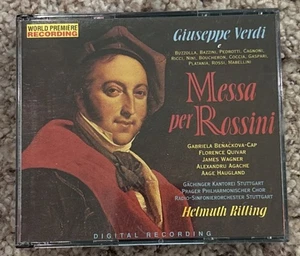 WORLD PREMIERE
RECORDING
Giuseppe Verdi
e
BUZZOLLA, BAZZINI, PEDROTTI, CAGNONI,
RICCI, NINI, BOUCHERON, COCCIA, GASPARI,
PLATANIA, ROSSI, MABELLINI
Messa
per Rossini
GABRIELA BEŇAČKOVA-CAP
FLORENCE QUIVAR
JAMES WAGNER
ALEXANDRU AGACHE
AAGE HAUGLAND
GÄCHINGER KANTOREI STUTTGART
PRAGER PHILHARMONISCHER CHOR
RADIO-SINFONIEORCHESTER STUTTGART
Helmuth Rilling
DIGITAL RECORDING